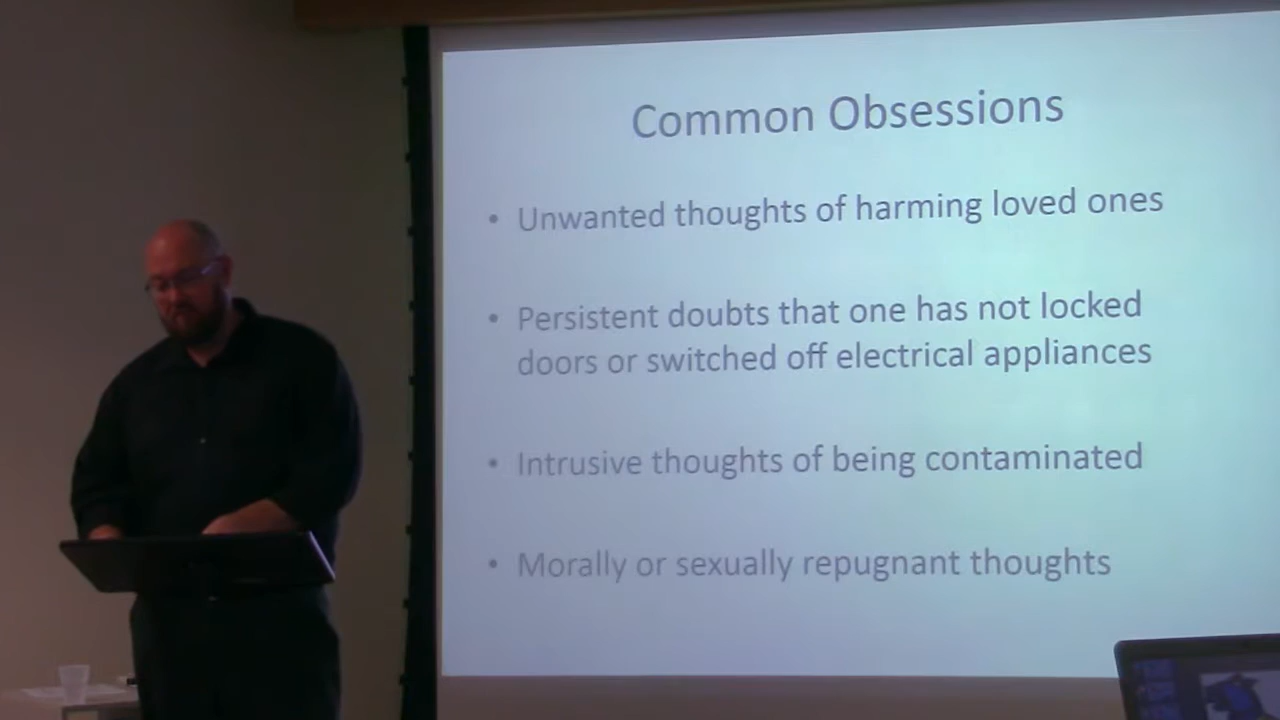 Common Obsessions
• Unwanted thoughts of harming loved ones
• Persistent doubts that one has not locked
doors or switched off electrical appliances
• Intrusive thoughts of being contaminated
• Morally or sexually repugnant thoughts